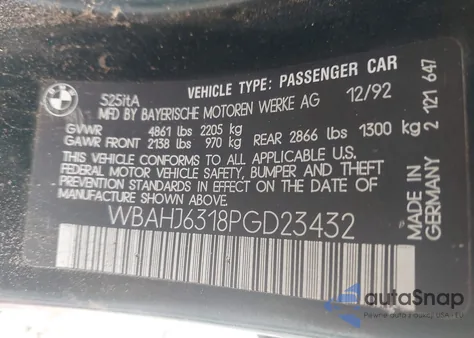 BMW
VEHICLE TYPE: PASSENGER CAR
525itA
MFD BY BAYERISCHE MOTOREN WERKE AG 12/92
GVWR 4861 lbs 2205 kg
GAWR FRONT 2138 lbs 970 kg REAR 2866 lbs 1300 kg
THIS VEHICLE CONFORMS TO ALL APPLICABLE U.S.
FEDERAL MOTOR VEHICLE SAFETY, BUMPER AND THEFT
PREVENTION STANDARDS IN EFFECT ON THE DATE OF
MANUFACTURE SHOWN ABOVE.
WBAHJ6318PGD23432
2 121 647
MADE IN
GERMANY
autoSnap